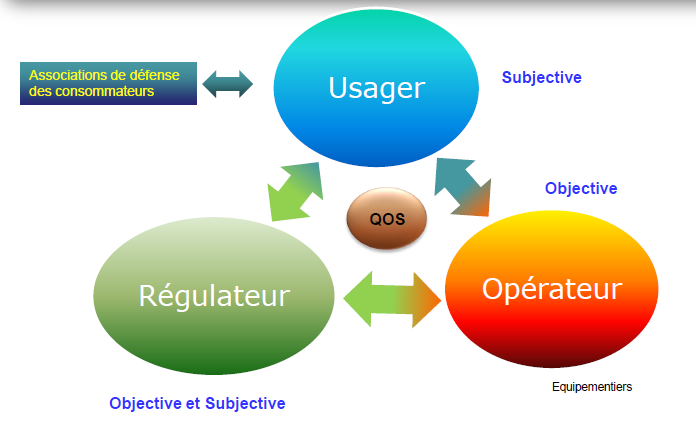 Associations de défense
des consommateurs
Usager
Subjective
Objective
QOS
Régulateur
Opérateur
Equipementiers
Objective et Subjective